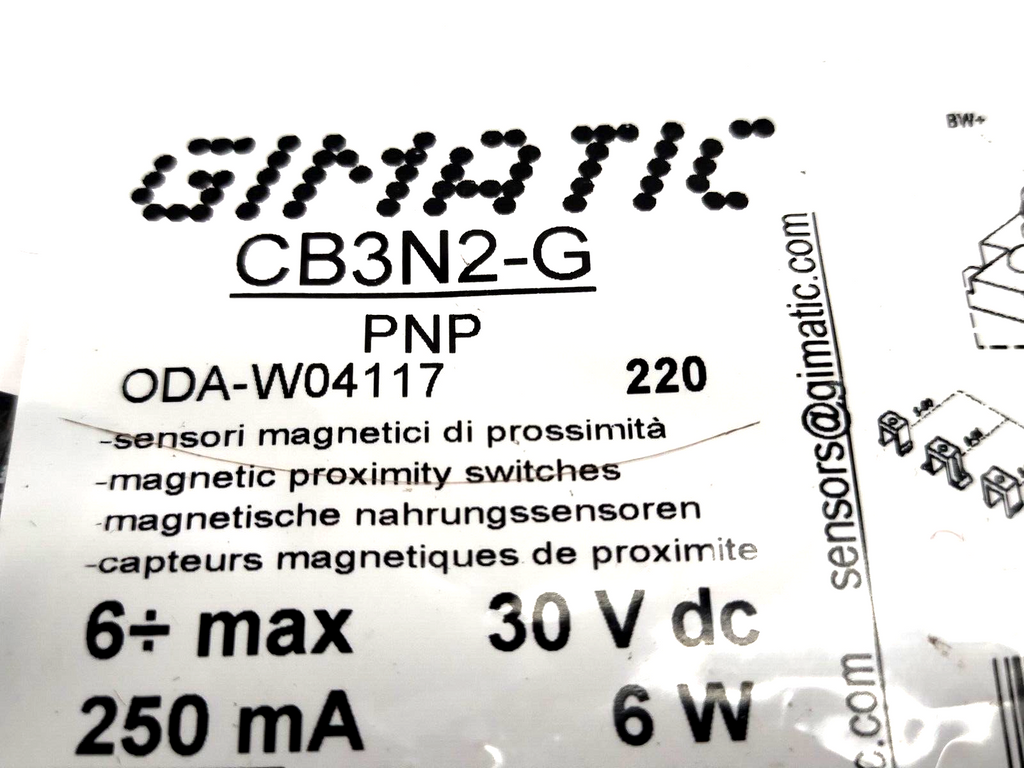 GIMATIC
CB3N2-G
PNP
ODA-W04117 220
-sensori magnetici di prossimità
-magnetic proximity switches
-magnetische nahrungssensoren
-capteurs magnetiques de proximite
6÷ max 30 V dc
250 mA 6 W
sensors@gimatic.com
c.com
BW+